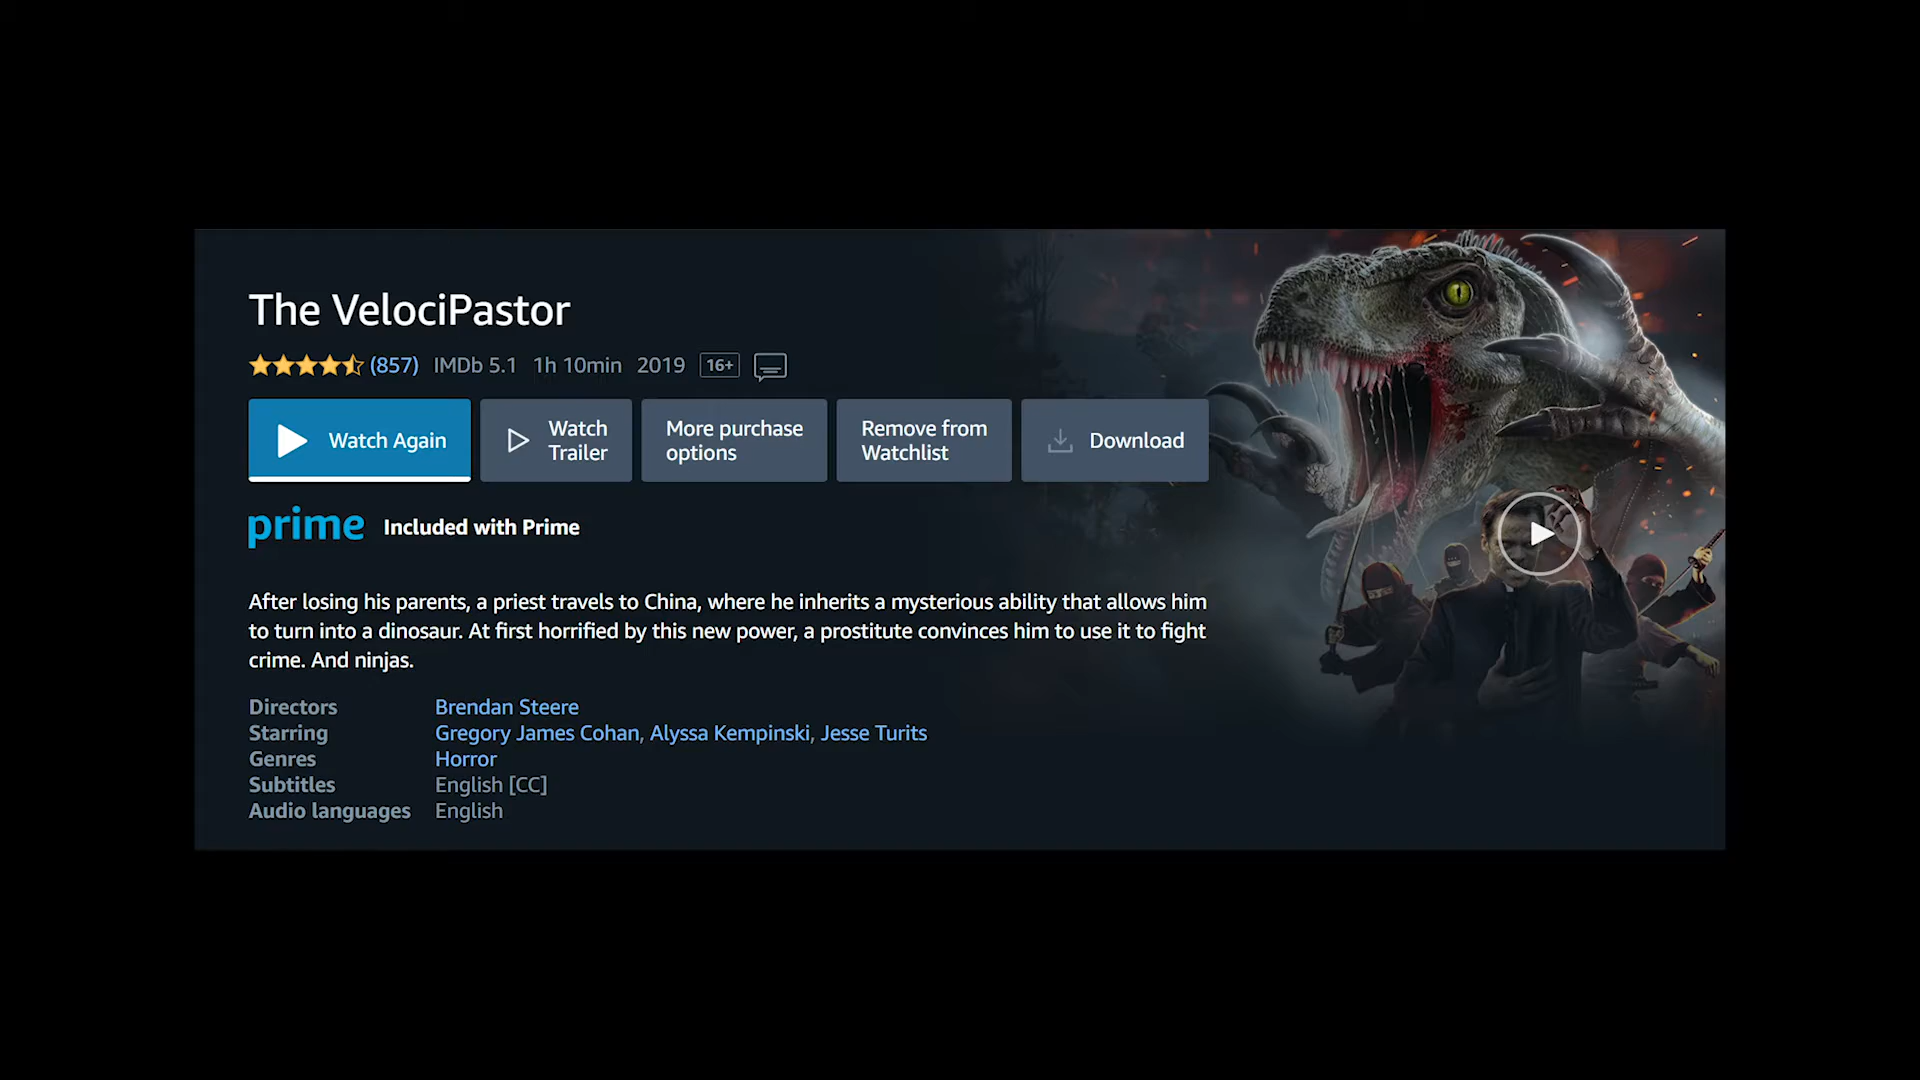 The VelociPastor
(857) IMDb 5.1 1h 10min 2019 16+
Watch Again
Watch
Trailer
More purchase
options
Remove from
Watchlist
Download
prime Included with Prime
After losing his parents, a priest travels to China, where he inherits a mysterious ability that allows him
to turn into a dinosaur. At first horrified by this new power, a prostitute convinces him to use it to fight
crime. And ninjas.
Directors Brendan Steere
Starring Gregory James Cohan, Alyssa Kempinski, Jesse Turits
Genres Horror
Subtitles English [CC]
Audio languages English